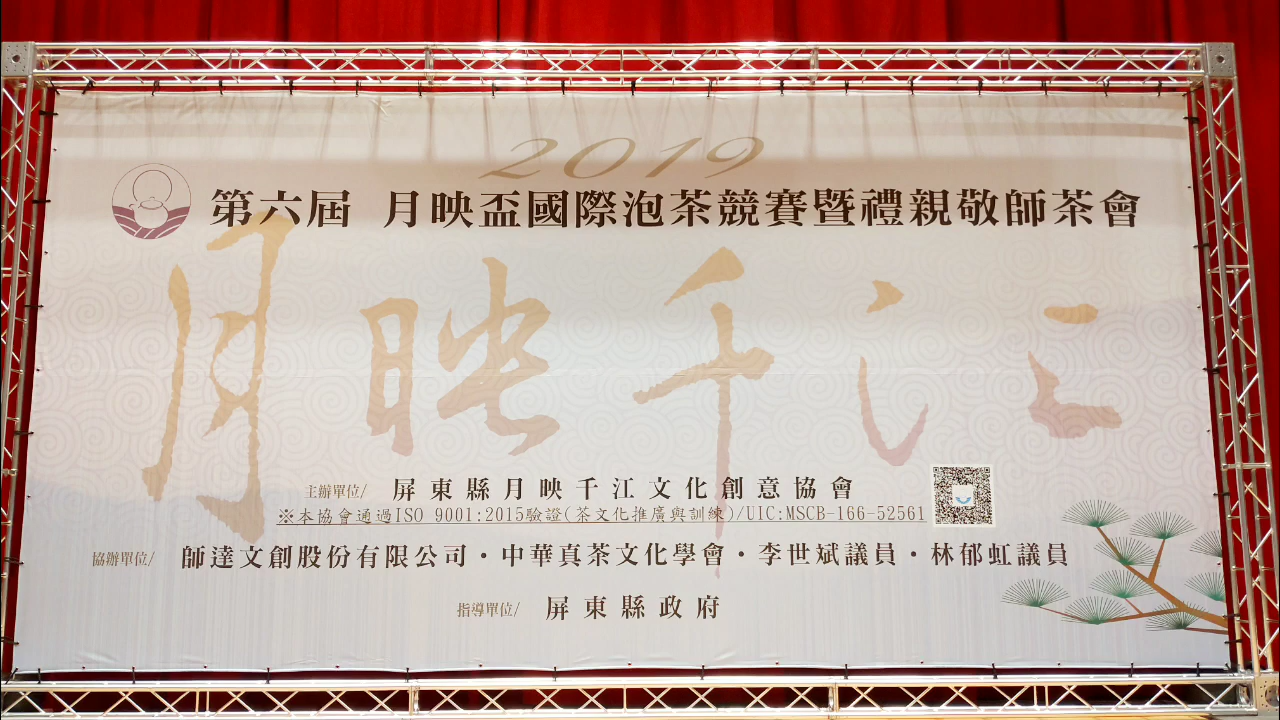 2019
第六屆 月映盃國際泡茶競賽暨禮親敬師茶會
月映千江
主辦單位/ 屏東縣月映千江文化創意協會
※本協會通過ISO 9001:2015驗證(茶文化推廣與訓練)/UIC:MSCB-166-52561
協辦單位/ 師達文創股份有限公司・中華真茶文化學會・李世斌議員・林郁虹議員
指導單位/ 屏東縣政府